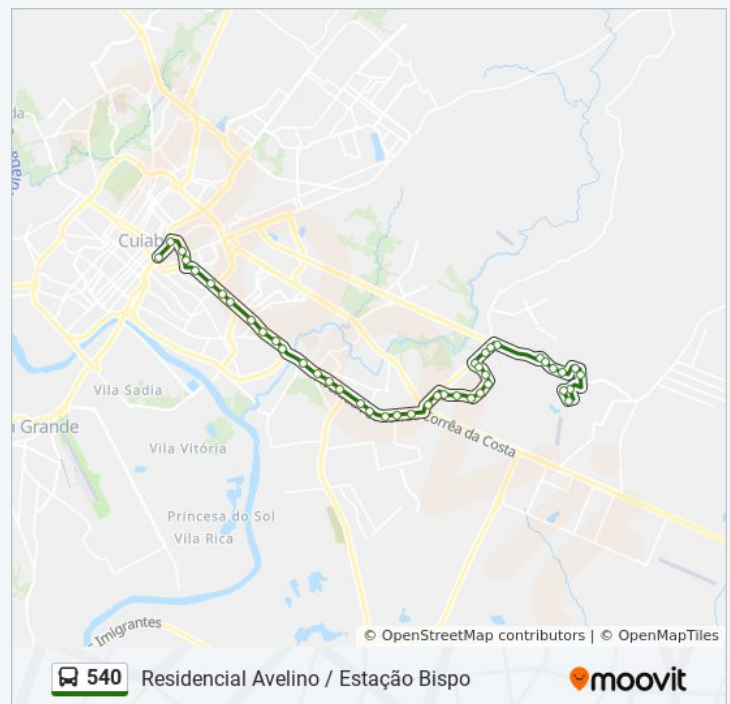 Cuiab
Vila Sadia
Grande
Vila Vitória
Corrêa da Costa
Princesa do Sol
Vila Rica
Imigrantes
© OpenStreetMap contributors | © OpenMapTiles
540 Residencial Avelino / Estação Bispo
moovit